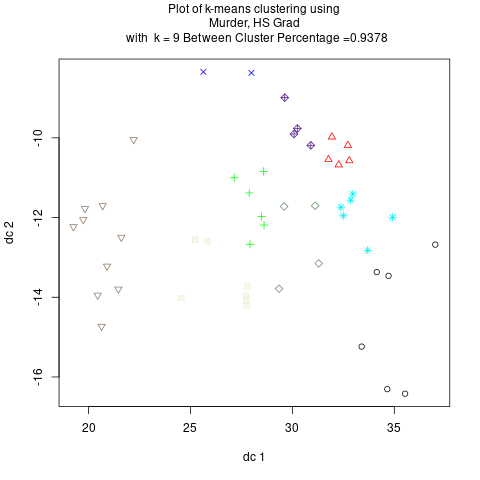 Plot of k-means clustering using
Murder, HS Grad
with  k = 9 Between Cluster Percentage =0.9378
-10
-12
-14
-16
dc 2
20 25 30 35
dc 1